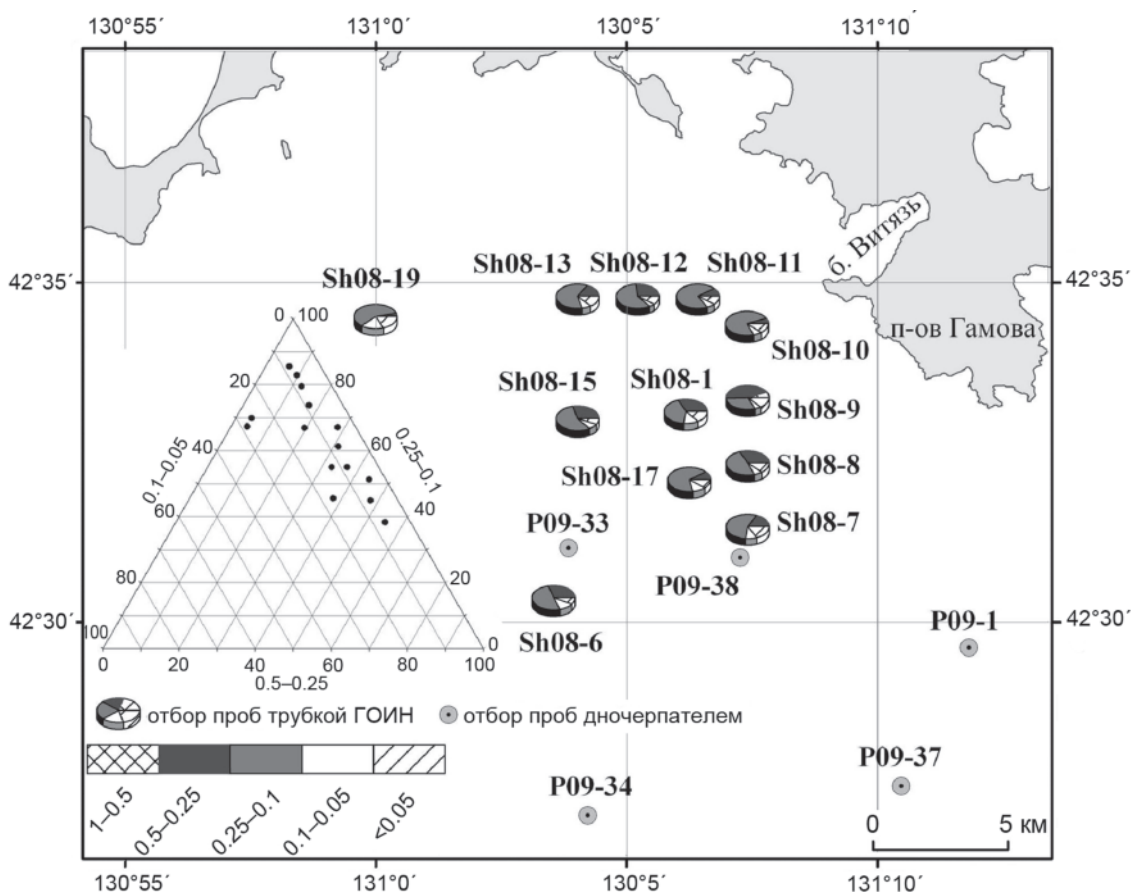 130°55´ 131°0´ 130°5´ 131°10´
б. Витязь
Sh08-19 Sh08-13 Sh08-12 Sh08-11
42°35´ 42°35´
п-ов Гамова
Sh08-10
0 100
Sh08-15 Sh08-1
20 80
Sh08-9
0.1–0.05 0.25–0.1
40 60
Sh08-8
Sh08-17
60 40
P09-33
Sh08-7
80 20
P09-38
42°30´ 42°30´
Sh08-6
P09-1
100 0
0 20 40 60 80 100
0.5–0.25
отбор проб трубкой ГОИН отбор проб дночерпателем
1–0.5 0.5–0.25 0.25–0.1 0.1–0.05 <0.05
P09-34
P09-37
0 5 км
130°55´ 131°0´ 130°5´ 131°10´